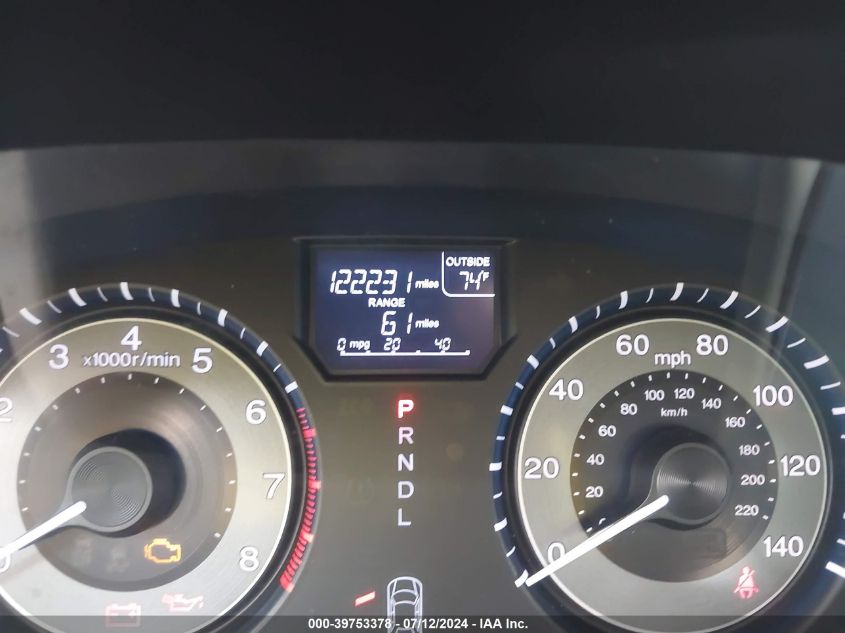 122231 miles
OUTSIDE
74°F
RANGE
61 miles
0 mpg 20 40
0 2 3 4 5 6 7 8
x1000r/min
P
R
N
D
L
0 20 40 60 80 100 120 140
mph
20 40 60 80 100 120 140 160 180 200 220
km/h
000-39753378 - 07/12/2024 - IAA Inc.